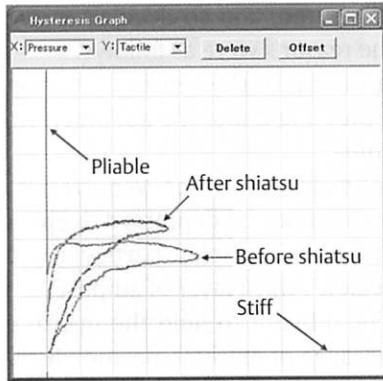 Hysteresis Graph
X: Pressure Y: Tactile Delete Offset
Pliable
After shiatsu
Before shiatsu
Stiff